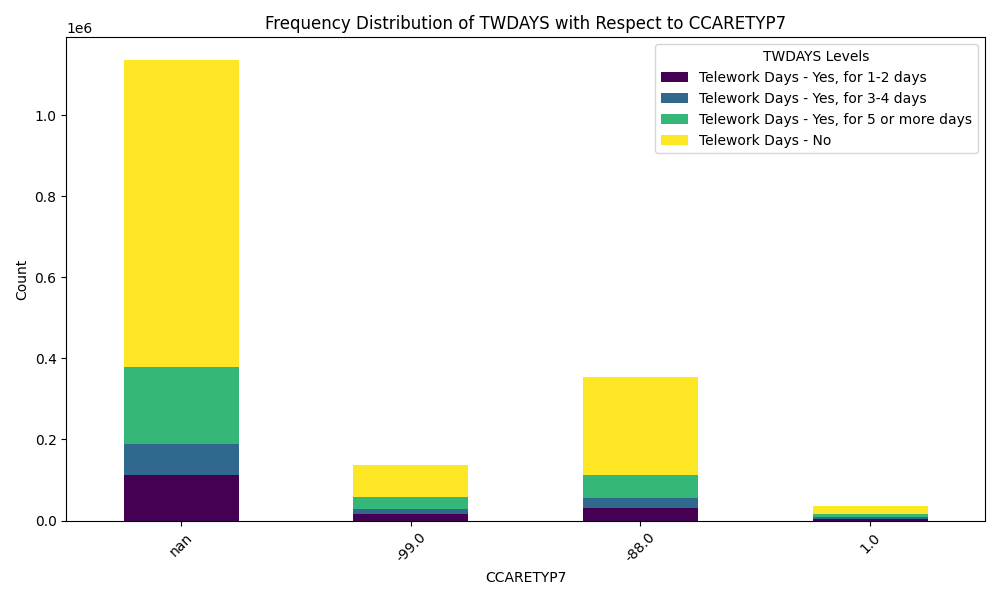 Frequency Distribution of TWDAYS with Respect to CCARETYP7
1e6
TWDAYS Levels
Telework Days - Yes, for 1-2 days
Telework Days - Yes, for 3-4 days
Telework Days - Yes, for 5 or more days
Telework Days - No
1.0
0.8
0.6
0.4
0.2
0.0
Count
nan
-99.0
-88.0
1.0
CCARETYP7